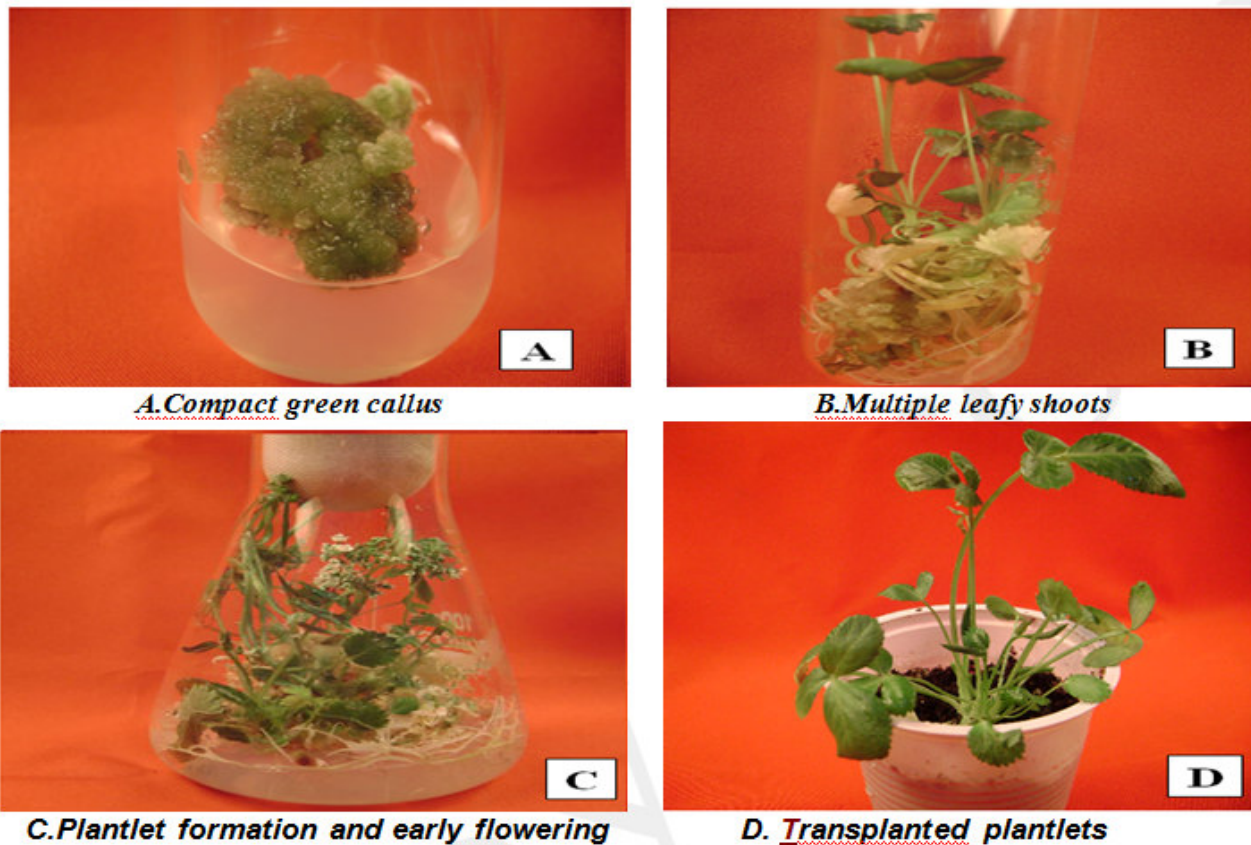 A
B
A.Compact green callus
B.Multiple leafy shoots
C
D
C.Plantlet formation and early flowering
D. Transplanted plantlets